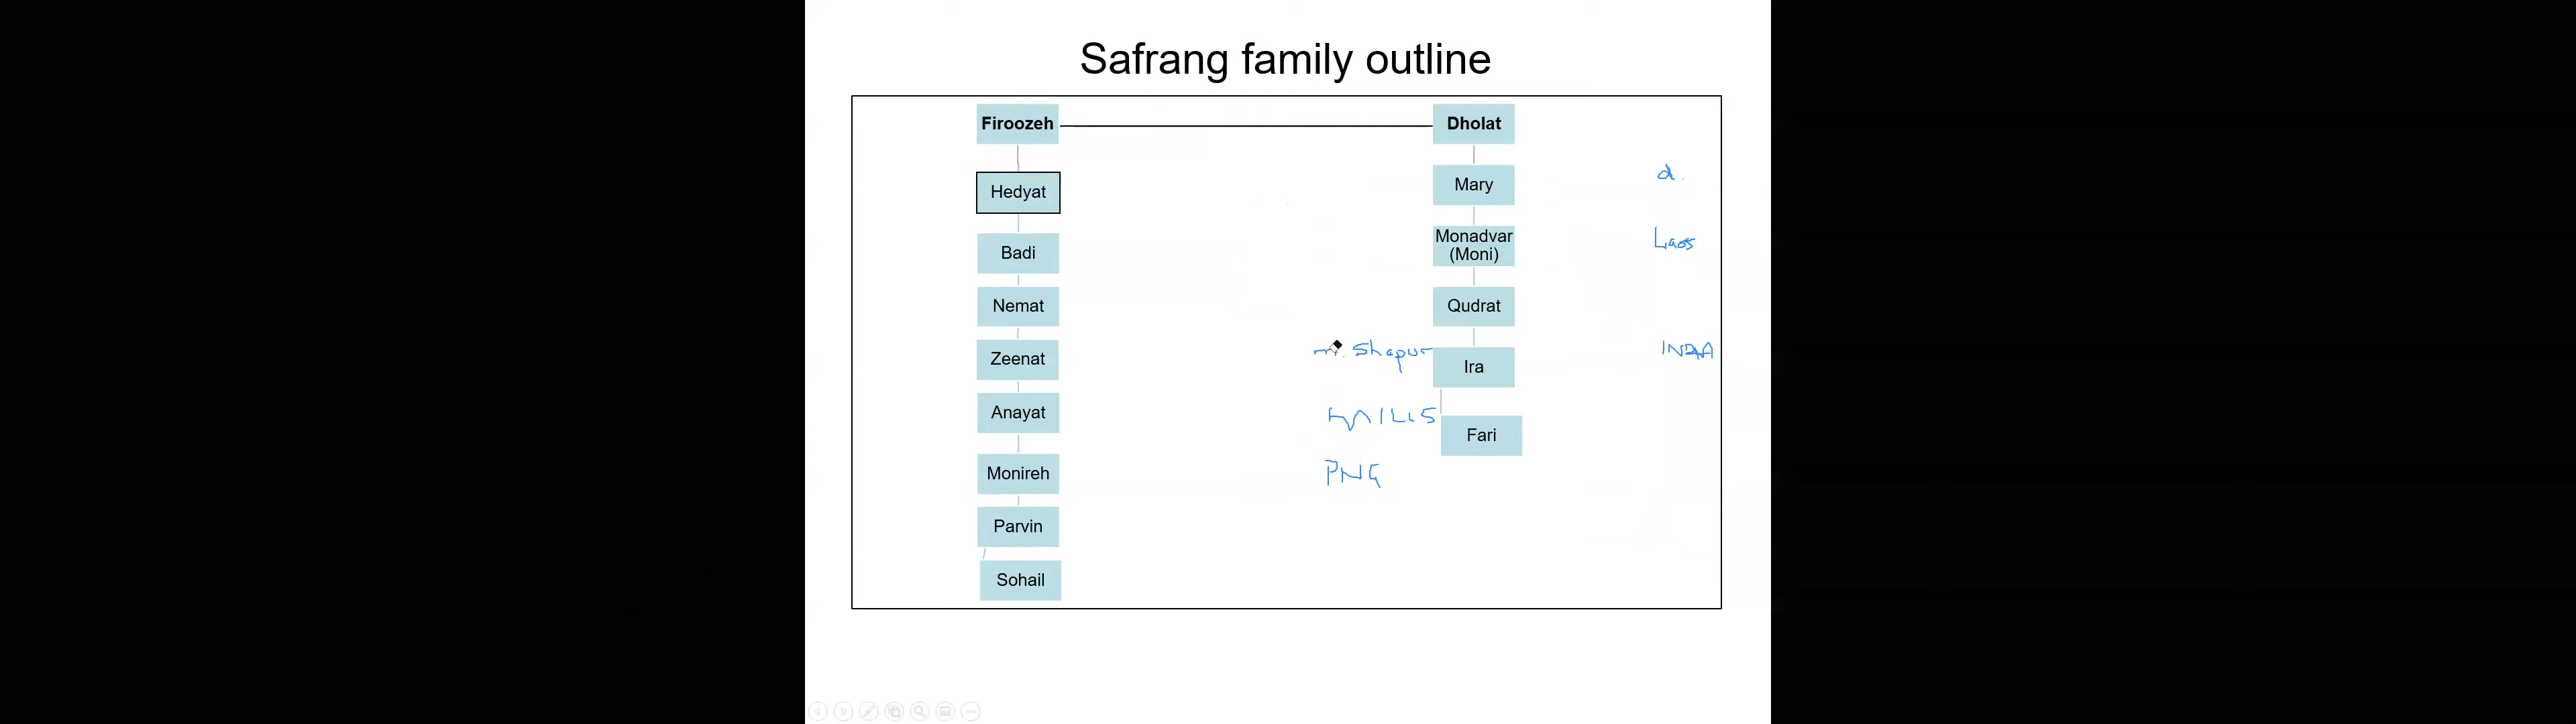 Safrang family outline
Firoozeh
Dholat
Hedyat
Mary
d.
Badi
Monadvar
(Moni)
Laos
Nemat
Qudrat
Zeenat
m. Shapur
Ira
INDIA
Anayat
Fari
Monireh
PNG
Parvin
Sohail